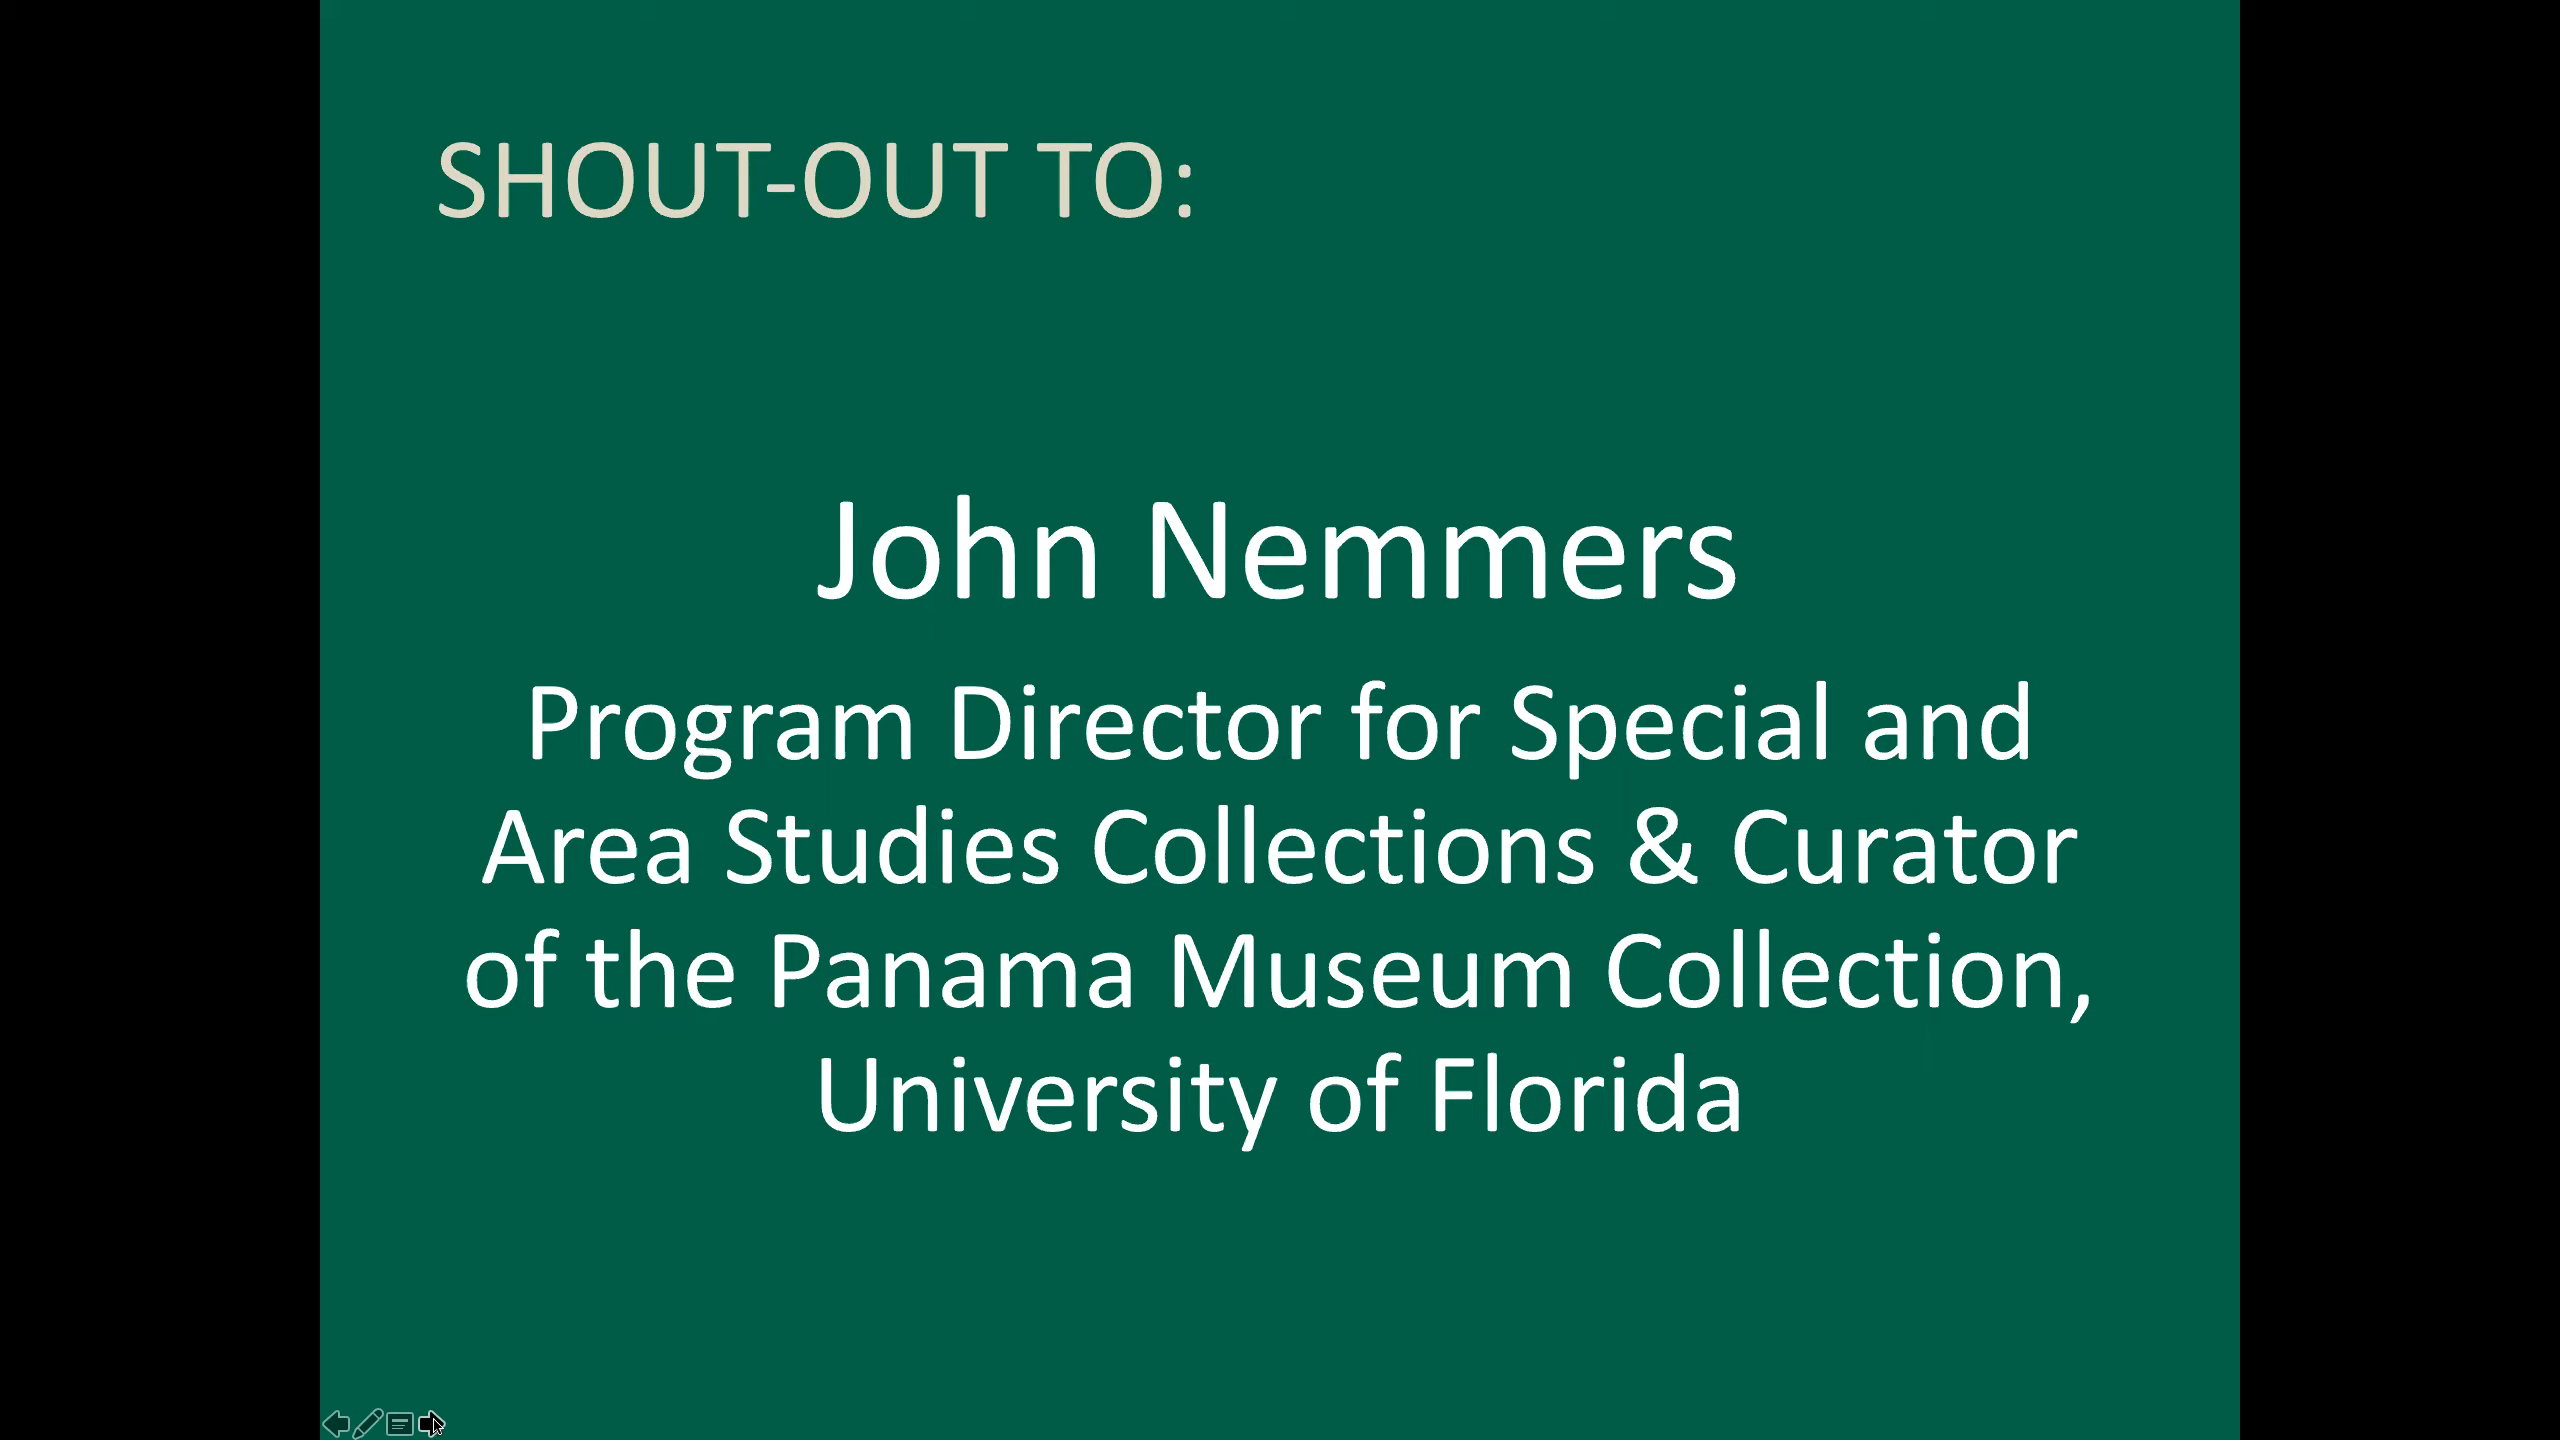 SHOUT-OUT TO:
John Nemmers
Program Director for Special and
Area Studies Collections & Curator
of the Panama Museum Collection,
University of Florida